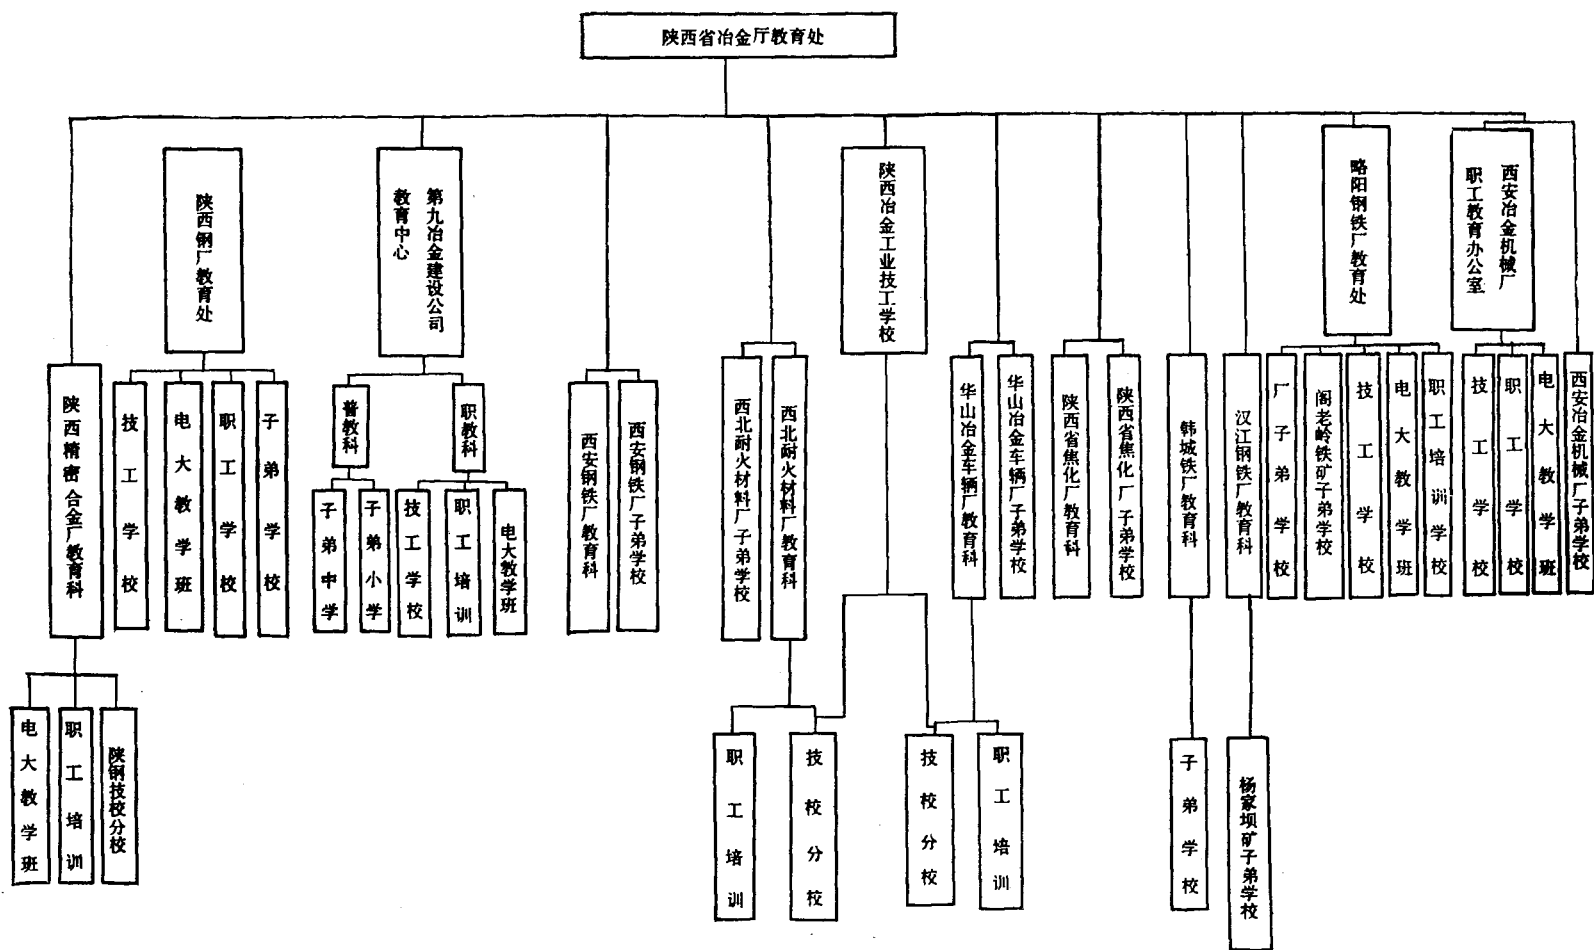 陕西省冶金厅教育处
陕西钢厂教育处
第九冶金建设公司
教育中心
陕西冶金工业技工学校
略阳钢铁厂教育处
西安冶金机械厂
职工教育办公室
陕西精密合金厂教育科
技工学校
电大教学班
职工学校
子弟学校
普教科
职教科
子弟中学
子弟小学
技工学校
职工培训
电大教学班
西安钢铁厂教育科
西安钢铁厂子弟学校
西北耐火材料厂子弟学校
西北耐火材料厂教育科
华山冶金车辆厂教育科
华山冶金车辆厂子弟学校
陕西省焦化厂教育科
陕西省焦化厂子弟学校
韩城铁厂教育科
汉江钢铁厂教育科
厂子弟学校
阁老岭铁矿子弟学校
技工学校
电大教学班
职工培训学校
技工学校
职工学校
电大教学班
西安冶金机械厂子弟学校
电大教学班
职工培训
陕钢技校分校
职工培训
技校分校
技校分校
职工培训
子弟学校
杨家坝矿子弟学校